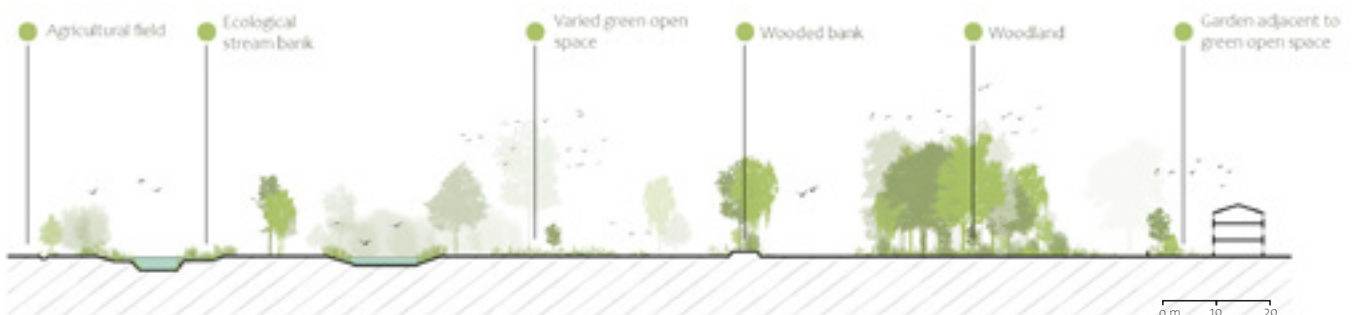 Agricultural field
Ecological
stream bank
Varied green open
space
Wooded bank
Woodland
Garden adjacent to
green open space
0 m 10 20